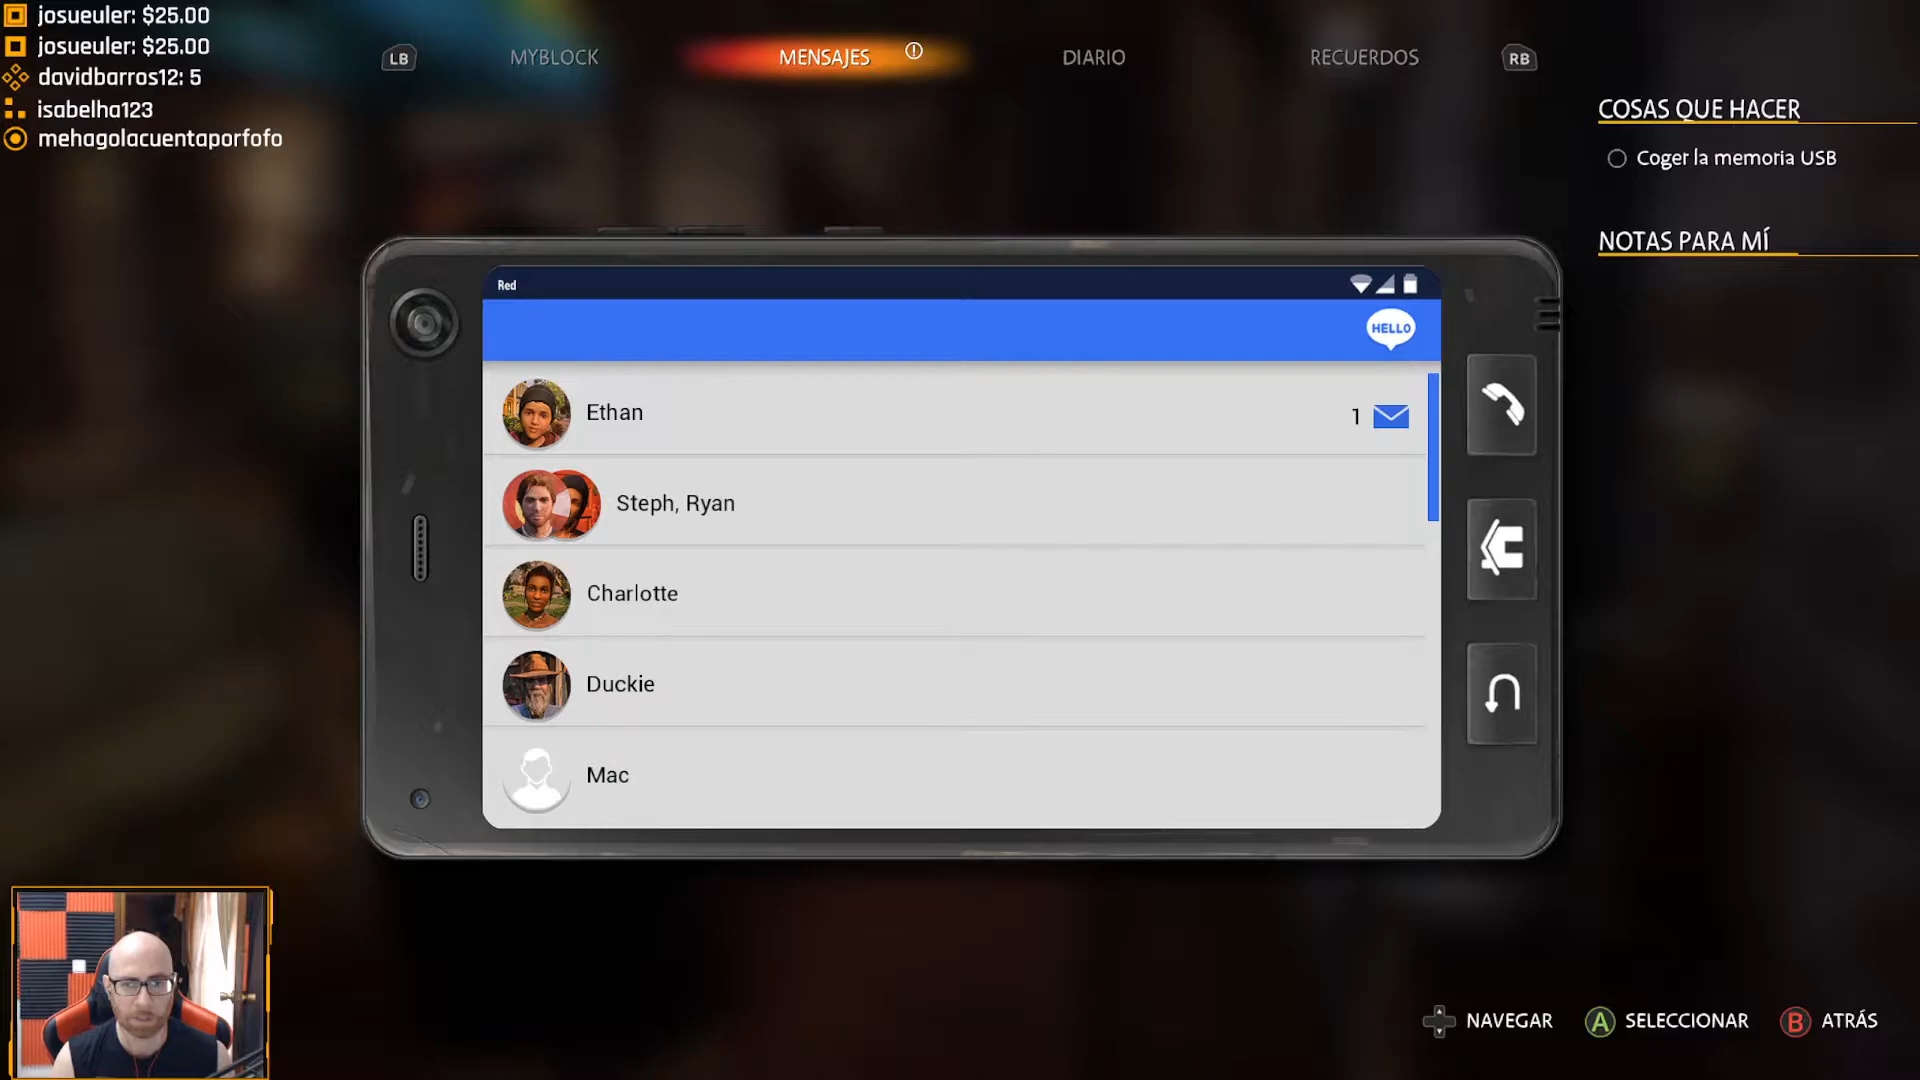 josueuler: $25.00
josueuler: $25.00
davidbarros12: 5
isabelha123
mehagolacuentaporfofo
LB
MYBLOCK
MENSAJES
DIARIO
RECUERDOS
RB
COSAS QUE HACER
Coger la memoria USB
NOTAS PARA MÍ
Red
HELLO
Ethan
1
Steph, Ryan
Charlotte
Duckie
Mac
NAVEGAR
A SELECCIONAR
B ATRÁS